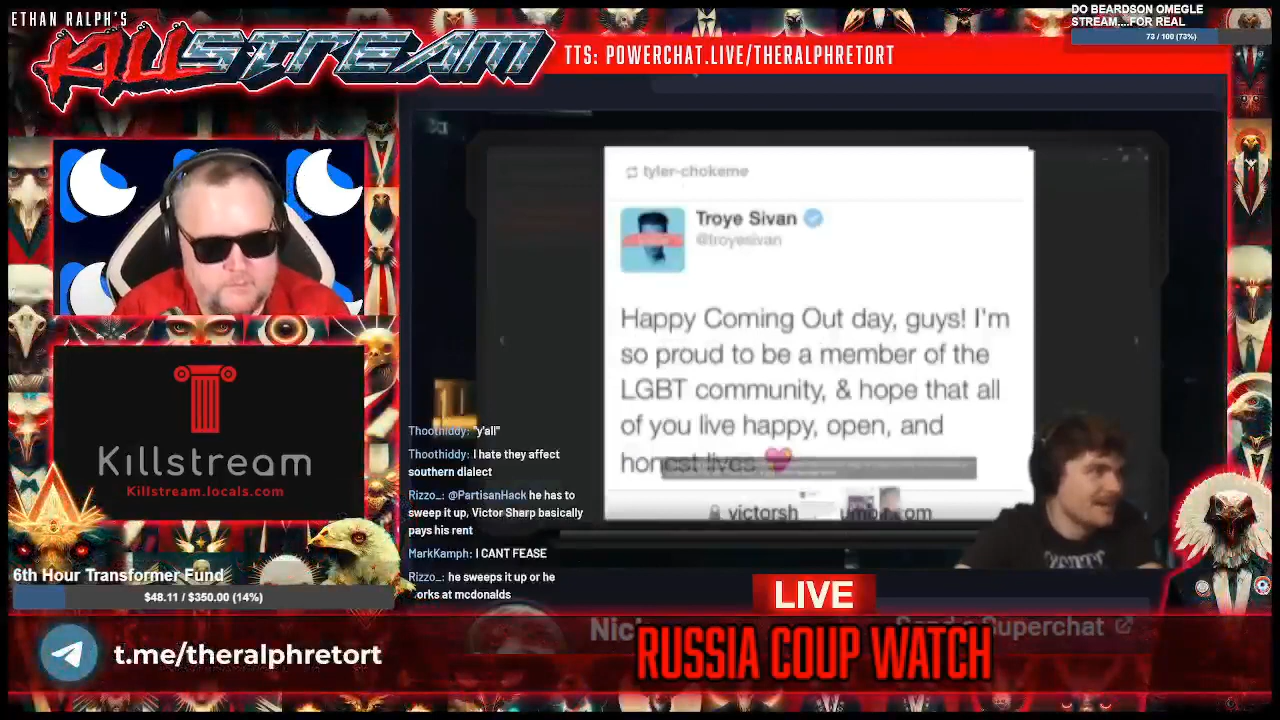 ETHAN RALPH'S
KILLSTREAM
TTS: POWERCHAT.LIVE/THERALPHRETORT
DO BEARDSON OMEGLE
STREAM....FOR REAL
73 / 100 (73%)
tyler-chokeme
Troye Sivan
@troyesivan
Happy Coming Out day, guys! I'm
so proud to be a member of the
LGBT community, & hope that all
of you live happy, open, and
honest lives 💖
victorsh
Killstream
Killstream.locals.com
Thoothiddy: "y'all"
Thoothiddy: I hate they affect
southern dialect
Rizzo_: @PartisanHack he has to
sweep it up, Victor Sharp basically
pays his rent
MarkKamph: I CANT FEASE
Rizzo_: he sweeps it up or he
.orks at mcdonalds
6th Hour Transformer Fund
$48.11 / $350.00 (14%)
LIVE
Superchat
t.me/theralphretort
RUSSIA COUP WATCH